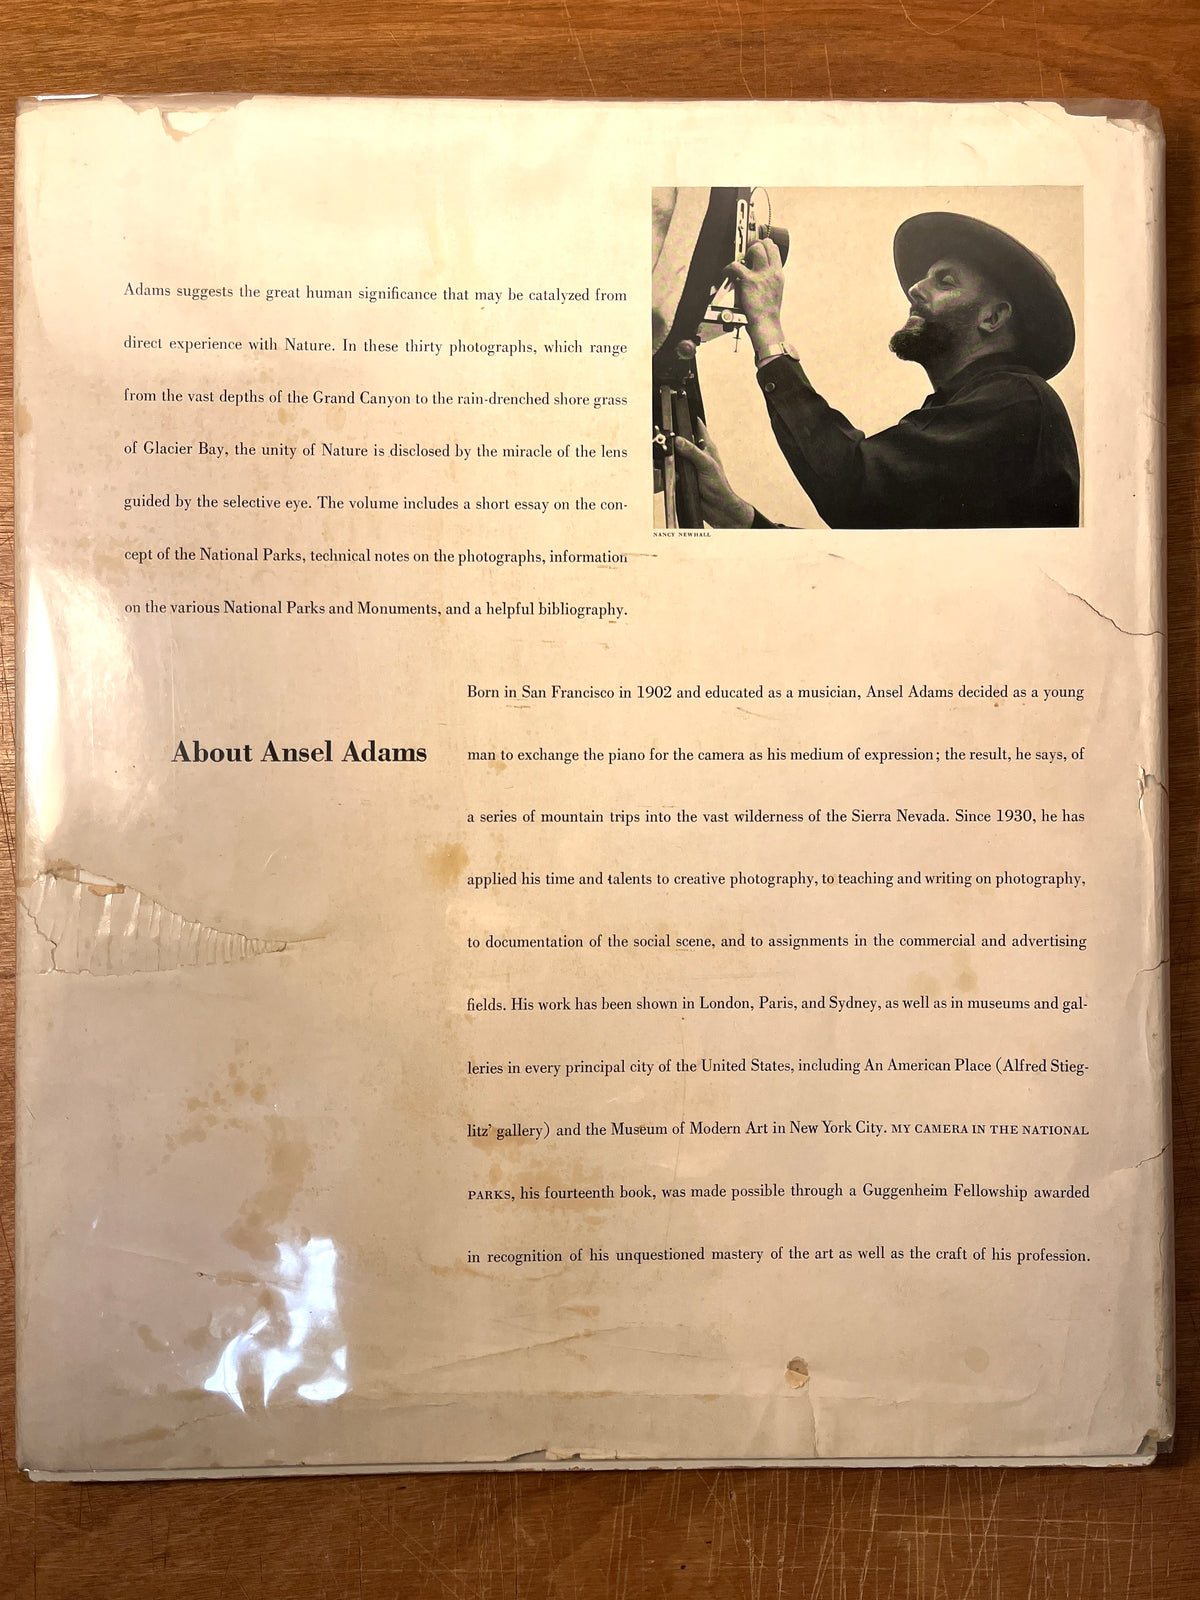 Adams suggests the great human significance that may be catalyzed from
direct experience with Nature. In these thirty photographs, which range
from the vast depths of the Grand Canyon to the rain-drenched shore grass
of Glacier Bay, the unity of Nature is disclosed by the miracle of the lens
guided by the selective eye. The volume includes a short essay on the con-
cept of the National Parks, technical notes on the photographs, information
on the various National Parks and Monuments, and a helpful bibliography.
NANCY NEWHALL
About Ansel Adams
Born in San Francisco in 1902 and educated as a musician, Ansel Adams decided as a young
man to exchange the piano for the camera as his medium of expression; the result, he says, of
a series of mountain trips into the vast wilderness of the Sierra Nevada. Since 1930, he has
applied his time and talents to creative photography, to teaching and writing on photography,
to documentation of the social scene, and to assignments in the commercial and advertising
fields. His work has been shown in London, Paris, and Sydney, as well as in museums and gal-
leries in every principal city of the United States, including An American Place (Alfred Stieg-
litz' gallery) and the Museum of Modern Art in New York City. MY CAMERA IN THE NATIONAL
PARKS, his fourteenth book, was made possible through a Guggenheim Fellowship awarded
in recognition of his unquestioned mastery of the art as well as the craft of his profession.